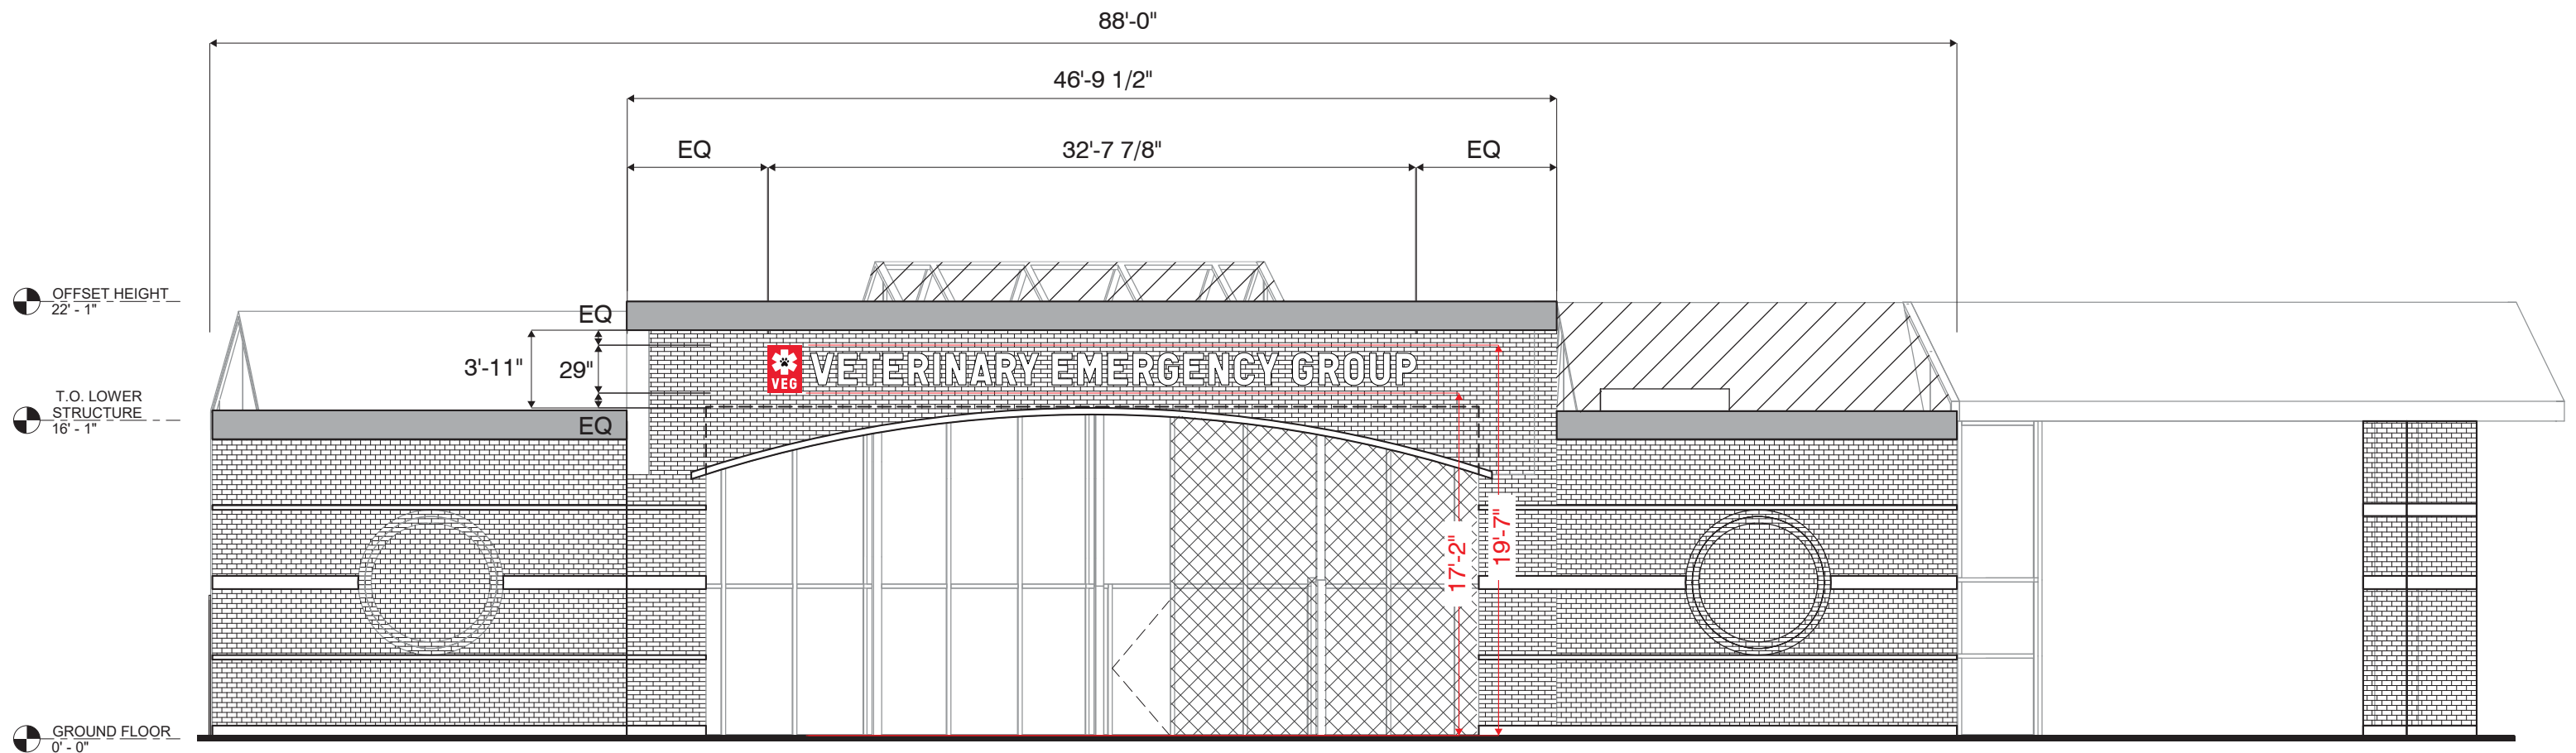 88'-0"
46'-9 1/2"
EQ
32'-7 7/8"
EQ
OFFSET HEIGHT
22' - 1"
EQ
3'-11"
29"
VEG
VETERINARY EMERGENCY GROUP
T.O. LOWER
STRUCTURE
16' - 1"
EQ
17'-2"
19'-7"
GROUND FLOOR
0' - 0"